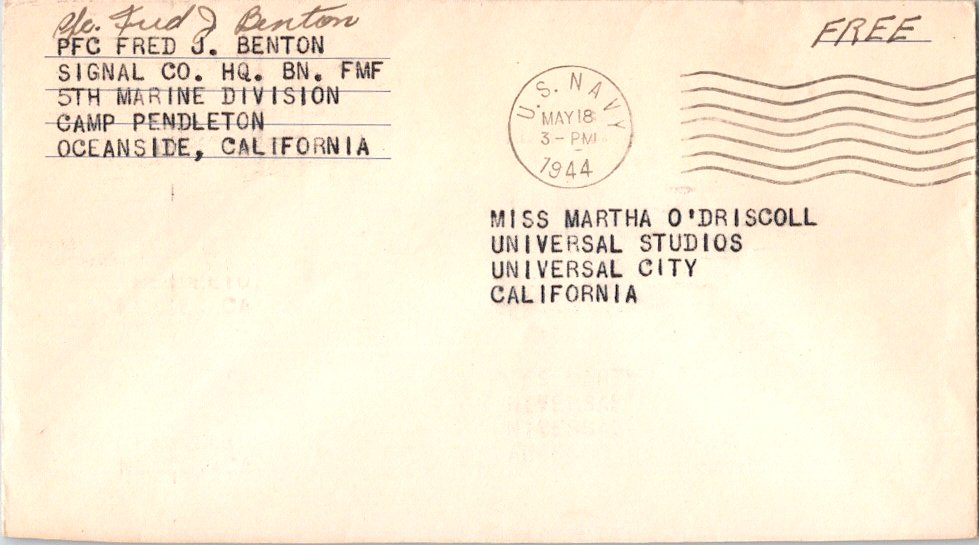 Pfc. Fred J Benton
PFC FRED J. BENTON
SIGNAL CO. HQ. BN. FMF
5TH MARINE DIVISION
CAMP PENDLETON
OCEANSIDE, CALIFORNIA
FREE
U.S. NAVY
MAY 18
3-PM
1944
MISS MARTHA O'DRISCOLL
UNIVERSAL STUDIOS
UNIVERSAL CITY
CALIFORNIA